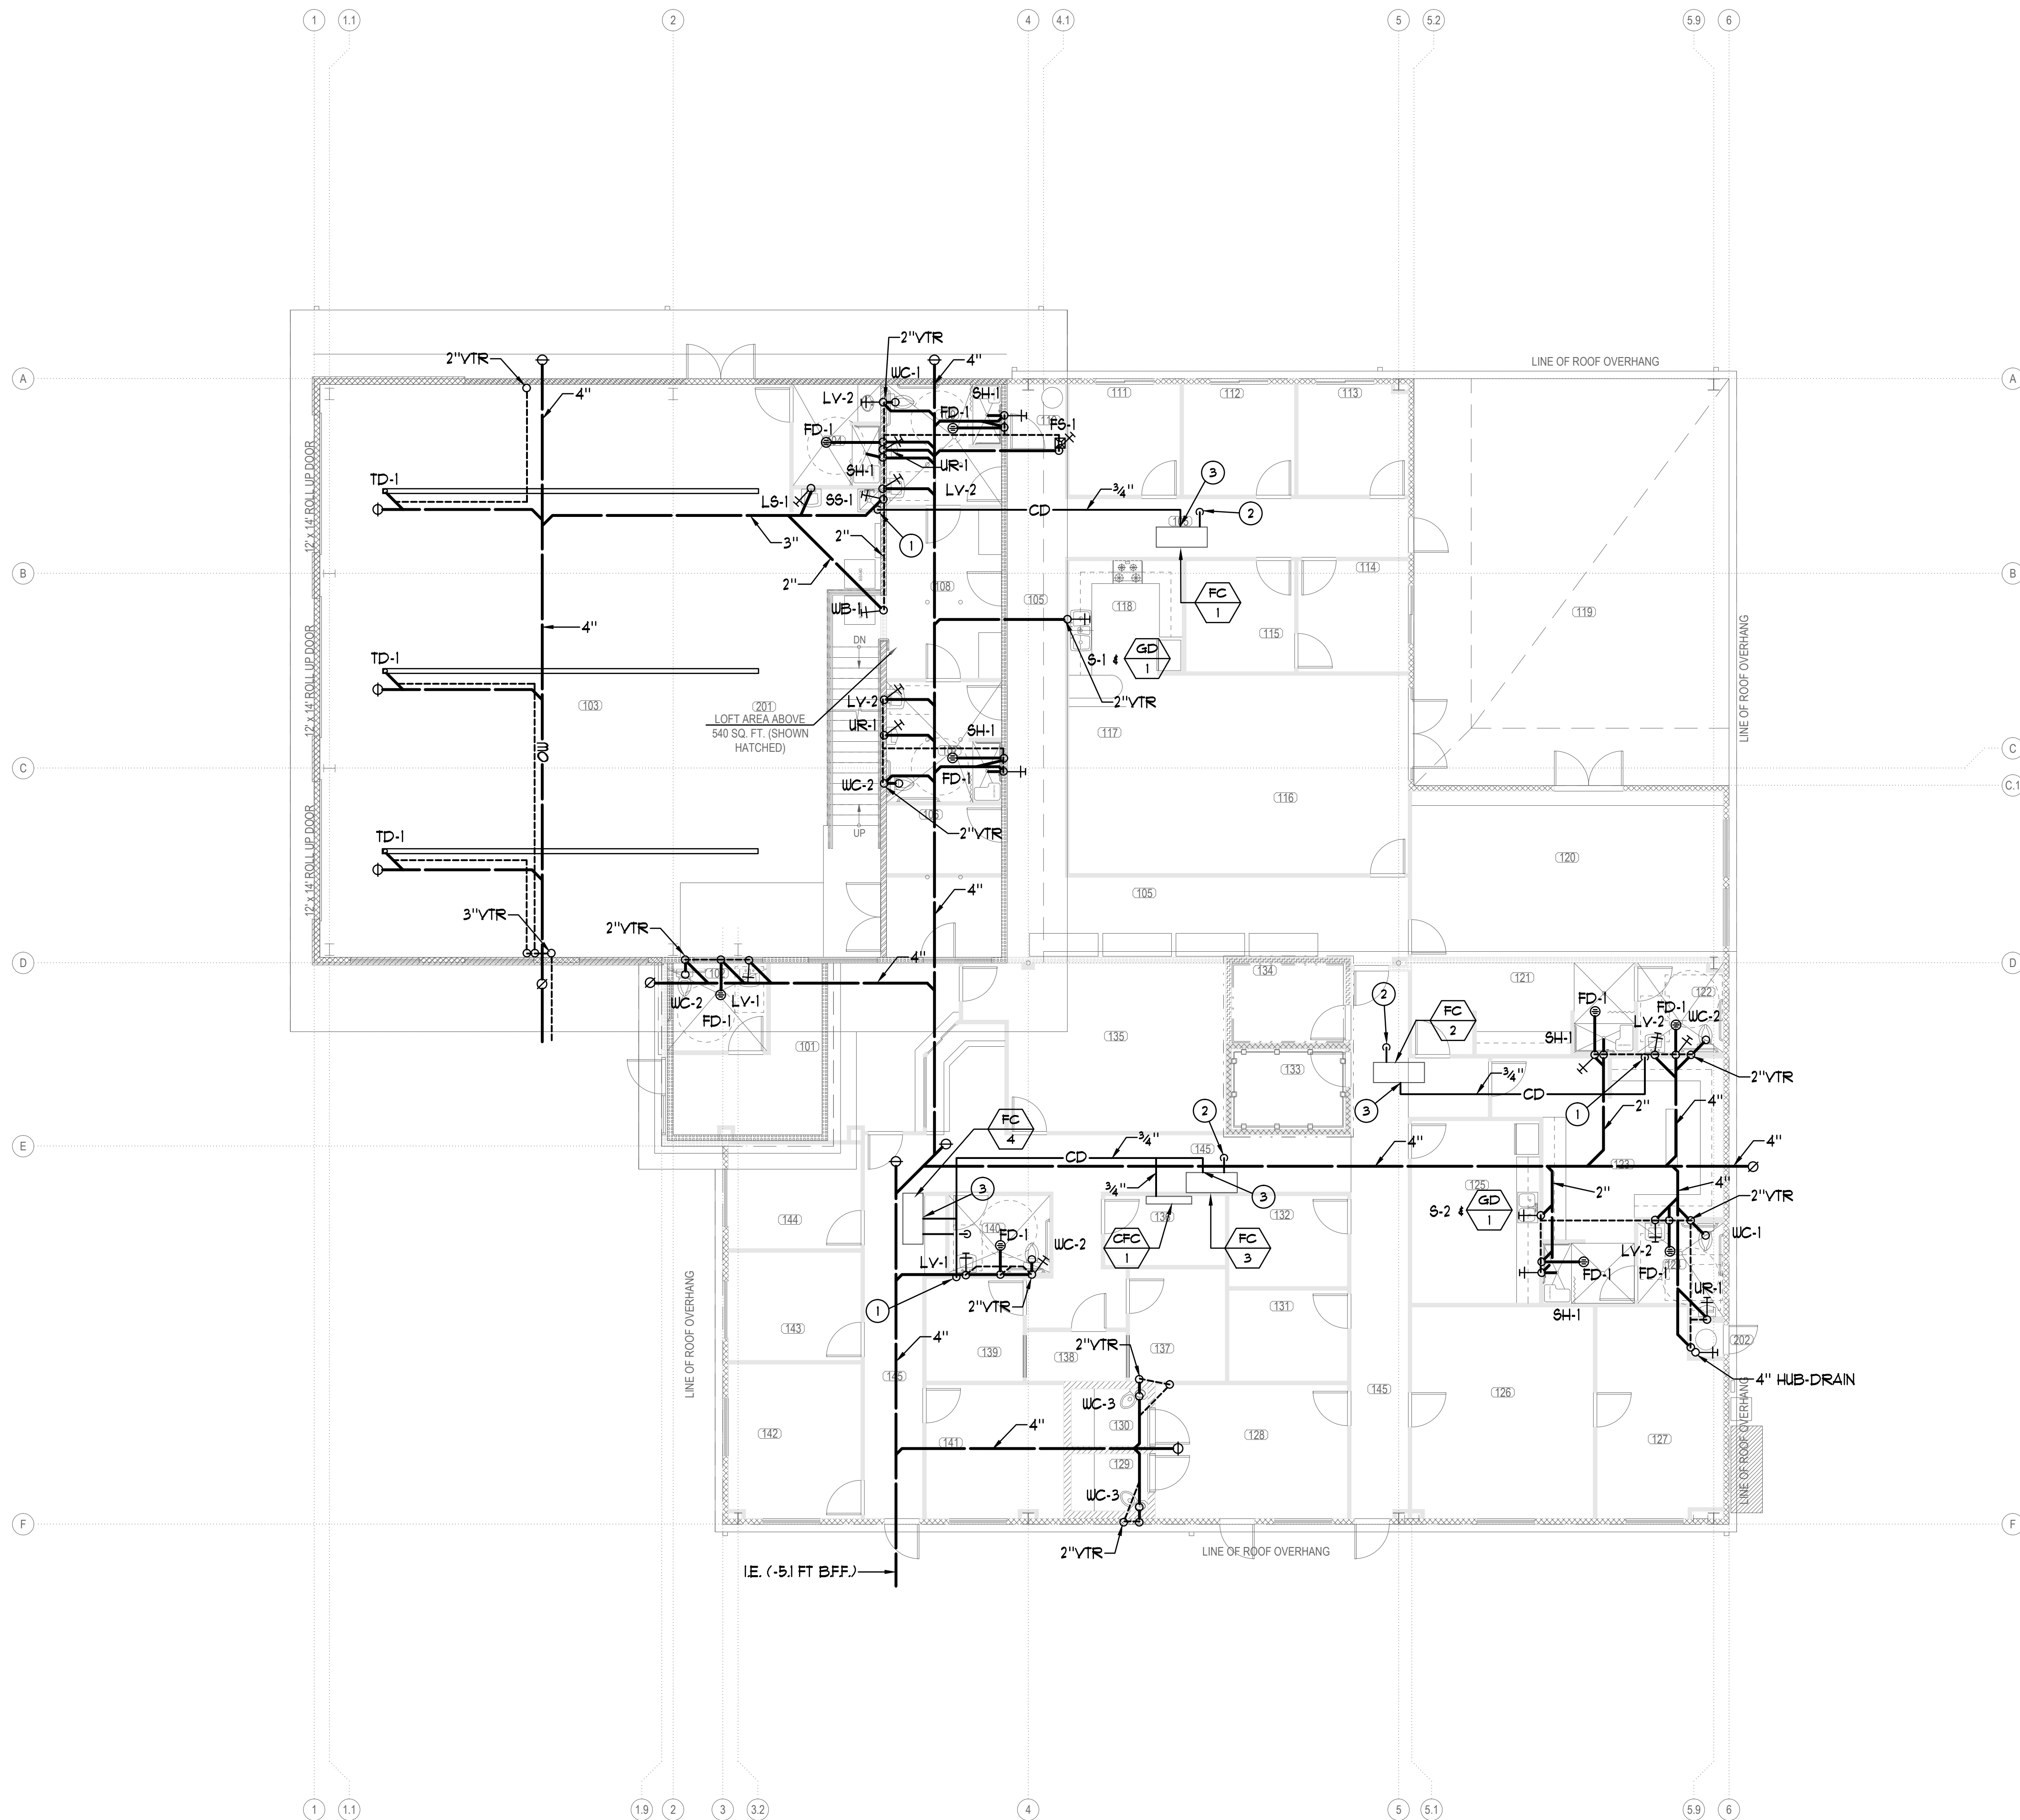 1 1.1 2 4 4.1 5 5.2 5.9 6
LINE OF ROOF OVERHANG
A A
2"VTR
2"VTR
4"
WC-1
4"
LV-2
SH-1
FD-1
FD-1
110
111
112
113
FS-1
104
SH-1
UR-1
TD-1
LS-1
SS-1
LV-2
3/4"
3
CD
2
12' x 14' ROLL UP DOOR
3"
2"
1
B B
2"
WB-1
108
105
118
FC
1
114
119
115
4"
DN
S-1 &
GD
1
12' x 14' ROLL UP DOOR
LINE OF ROOF OVERHANG
LINE OF ROOF OVERHANG
TD-1
103
201
LOFT AREA ABOVE
540 SQ. FT. (SHOWN
HATCHED)
LV-2
UR-1
SH-1
2"VTR
117
OW
C C
C.1
WC-2
FD-1
116
2"VTR
106
UP
TD-1
12' x 14' ROLL UP DOOR
120
4"
105
3"VTR
2"VTR
D D
4"
102
WC-2
LV-1
FD-1
134
121
122
2
FC
2
FD-1
FD-1
LV-2
WC-2
SH-1
101
135
133
3/4"
2"VTR
3
CD
1
2"
4"
FC
4
2
E E
3/4"
145
4"
4"
4"
CD
3/4"
3
3
2"
4"
2"VTR
125
S-2 &
GD
1
144
140
FD-1
WC-2
136
132
CFC
1
FC
3
LV-1
LV-2
WC-1
FD-1
FD-1
UR-1
SH-1
1
2"VTR
131
LINE OF ROOF OVERHANG
143
4"
139
138
2"VTR
137
202
145
145
4" HUB-DRAIN
WC-3
126
142
141
4"
130
128
127
129
WC-3
LINE OF ROOF OVERHANG
F F
2"VTR
LINE OF ROOF OVERHANG
I.E. (-5.1 FT B.F.F.)
1 1.1 1.9 2 3 3.2 4 5 5.1 5.9 6